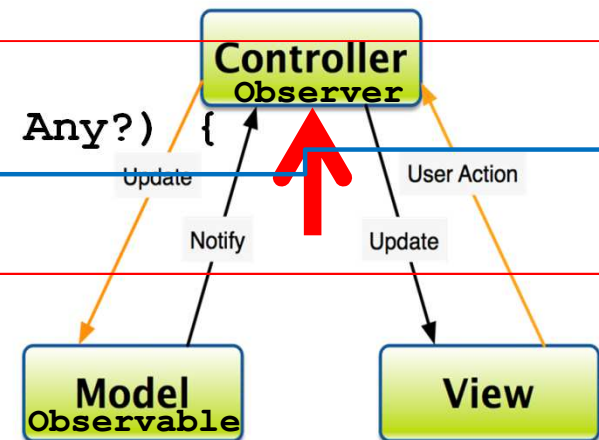 Controller
Observer
Any?) {
Update
User Action
Notify
Update
Model
View
Observable